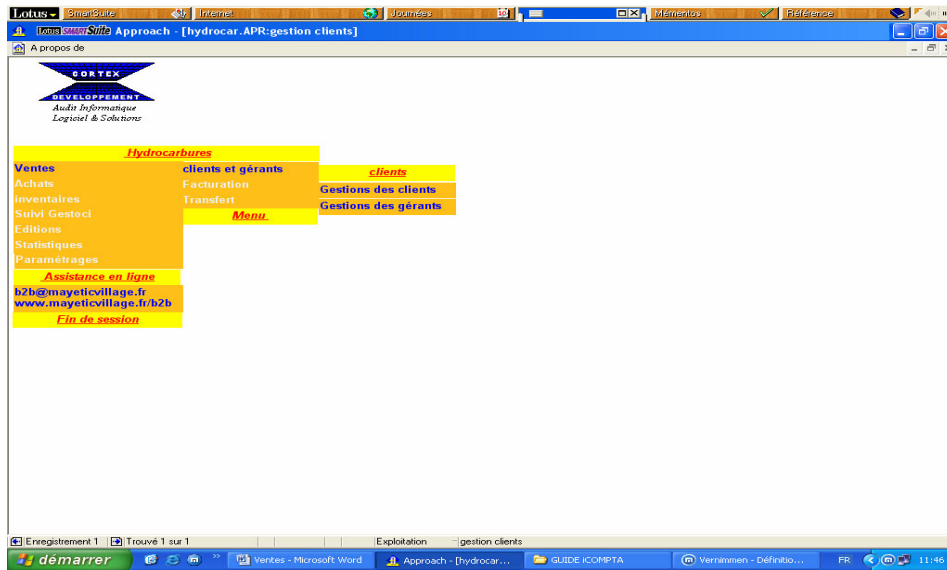 Lotus SmartSuite Internet Journées 10 Mémentos Référence
Lotus SMARTSuite Approach - [hydrocar.APR:gestion clients]
A propos de
CORTEX
DEVELOPPEMENT
Audit Informatique
Logiciel & Solutions
Hydrocarbures
Ventes
Achats
inventaires
Suivi Gestoci
Editions
Statistiques
Paramétrages
clients et gérants
Facturation
Transfert
Menu
clients
Gestions des clients
Gestions des gérants
Assistance en ligne
b2b@mayeticvillage.fr
www.mayeticvillage.fr/b2b
Fin de session
Enregistrement 1 Trouvé 1 sur 1 Exploitation gestion clients
démarrer Ventes - Microsoft Word Approach - [hydrocar... GUIDE iCOMPTA Vernimmen - Définitio... FR 11:46